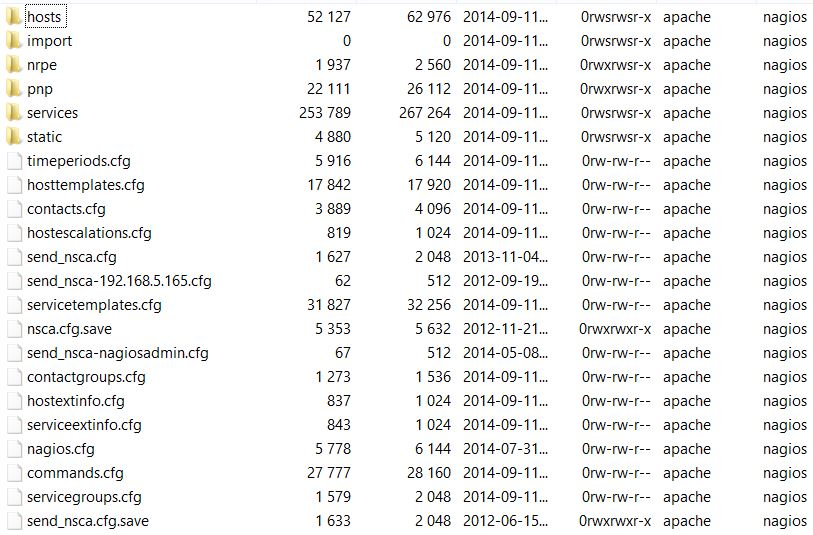 hosts 52 127 62 976 2014-09-11... 0rwsrwsr-x apache nagios
import 0 0 2014-09-11... 0rwsrwsr-x apache nagios
nrpe 1 937 2 560 2014-09-11... 0rwxrwsr-x apache nagios
pnp 22 111 26 112 2014-09-11... 0rwxrwsr-x apache nagios
services 253 789 267 264 2014-09-11... 0rwsrwsr-x apache nagios
static 4 880 5 120 2014-09-11... 0rwsrwsr-x apache nagios
timeperiods.cfg 5 916 6 144 2014-09-11... 0rw-rw-r-- apache nagios
hosttemplates.cfg 17 842 17 920 2014-09-11... 0rw-rw-r-- apache nagios
contacts.cfg 3 889 4 096 2014-09-11... 0rw-rw-r-- apache nagios
hostescalations.cfg 819 1 024 2014-09-11... 0rw-rw-r-- apache nagios
send_nsca.cfg 1 627 2 048 2013-11-04... 0rw-rw-r-- apache nagios
send_nsca-192.168.5.165.cfg 62 512 2012-09-19... 0rw-rw-r-- apache nagios
servicetemplates.cfg 31 827 32 256 2014-09-11... 0rw-rw-r-- apache nagios
nsca.cfg.save 5 353 5 632 2012-11-21... 0rwxrwxr-x apache nagios
send_nsca-nagiosadmin.cfg 67 512 2014-05-08... 0rw-rw-r-- apache nagios
contactgroups.cfg 1 273 1 536 2014-09-11... 0rw-rw-r-- apache nagios
hostextinfo.cfg 837 1 024 2014-09-11... 0rw-rw-r-- apache nagios
serviceextinfo.cfg 843 1 024 2014-09-11... 0rw-rw-r-- apache nagios
nagios.cfg 5 778 6 144 2014-07-31... 0rw-rw-r-- apache nagios
commands.cfg 27 777 28 160 2014-09-11... 0rw-rw-r-- apache nagios
servicegroups.cfg 1 579 2 048 2014-09-11... 0rw-rw-r-- apache nagios
send_nsca.cfg.save 1 633 2 048 2012-06-15... 0rwxrwxr-x apache nagios